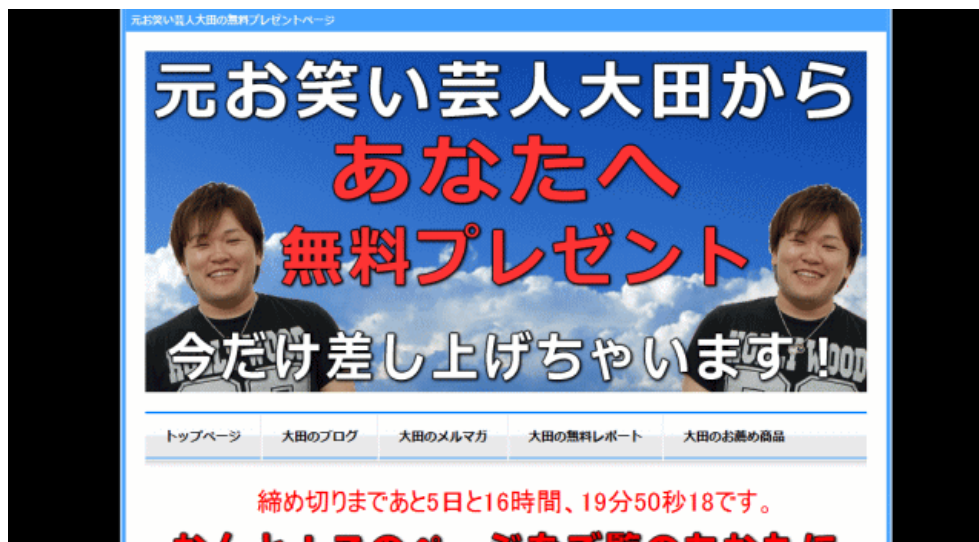 元お笑い芸人大田の無料プレゼントページ
元お笑い芸人大田から
あなたへ
無料プレゼント
今だけ差し上げちゃいます！
トップページ 大田のブログ 大田のメルマガ 大田の無料レポート 大田のお薦め商品
締め切りまであと5日と16時間、19分50秒18です。